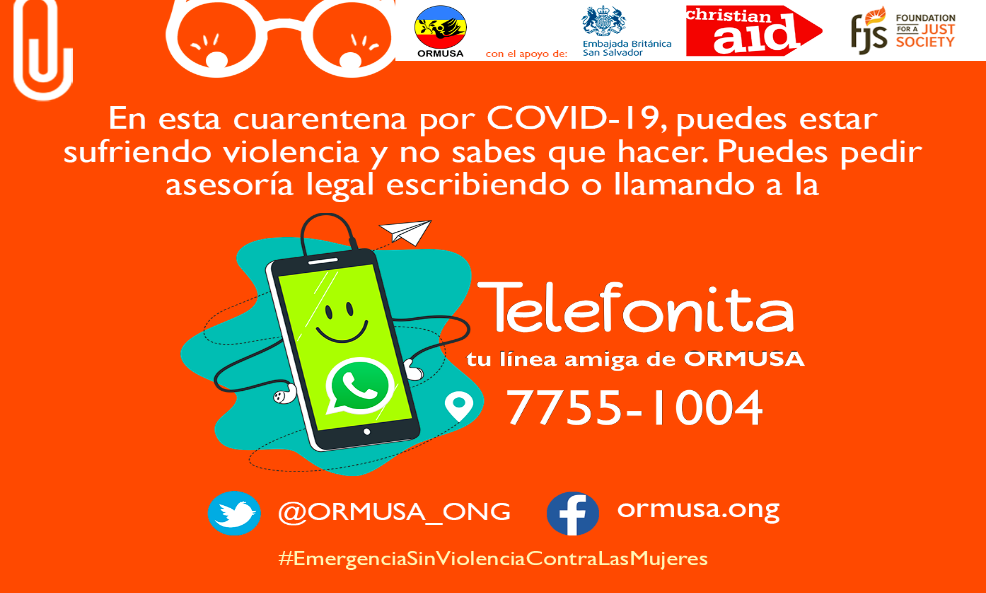 ORMUSA
con el apoyo de:
Embajada Británica
San Salvador
christian
aid
fjs
FOUNDATION
FOR A JUST
SOCIETY
En esta cuarentena por COVID-19, puedes estar
sufriendo violencia y no sabes que hacer. Puedes pedir
asesoría legal escribiendo o llamando a la
Telefonita
tu línea amiga de ORMUSA
7755-1004
@ORMUSA_ONG
ormusa.ong
#EmergenciaSinViolenciaContraLasMujeres